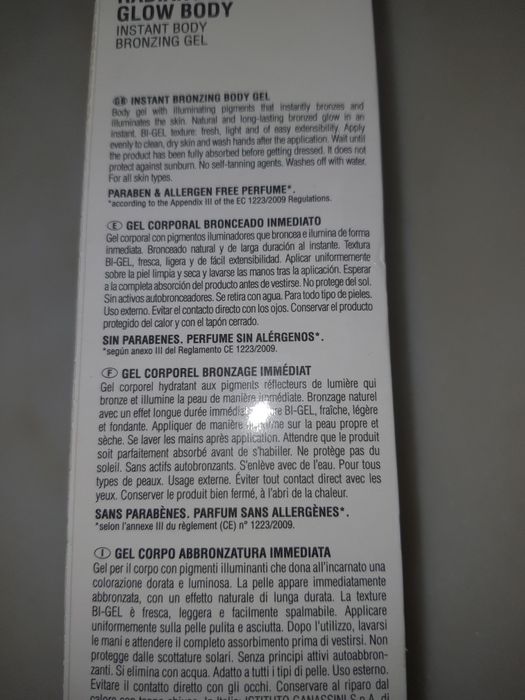 GLOW BODY
INSTANT BODY
BRONZING GEL
GB INSTANT BRONZING BODY GEL
Body gel with illuminating pigments that instantly bronzes and
illuminates the skin. Natural and long-lasting bronzed glow in an
instant. BI-GEL texture: fresh, light and of easy extensibility. Apply
evenly to clean, dry skin and wash hands after the application. Wait until
the product has been fully absorbed before getting dressed. It does not
protect against sunburn. No self-tanning agents. Washes off with water.
For all skin types.
PARABEN & ALLERGEN FREE PERFUME*.
*according to the Appendix III of the EC 1223/2009 Regulations.
E GEL CORPORAL BRONCEADO INMEDIATO
Gel corporal con pigmentos iluminadores que broncea e ilumina de forma
inmediata. Bronceado natural y de larga duración al instante. Textura
BI-GEL, fresca, ligera y de fácil extensibilidad. Aplicar uniformemente
sobre la piel limpia y seca y lavarse las manos tras la aplicación. Esperar
a la completa absorción del producto antes de vestirse. No protege del sol.
Sin activos autobronceadores. Se retira con agua. Para todo tipo de pieles.
Uso externo. Evitar el contacto directo con los ojos. Conservar el producto
protegido del calor y con el tapón cerrado.
SIN PARABENES. PERFUME SIN ALÉRGENOS*.
*según anexo III del Reglamento CE 1223/2009.
F GEL CORPOREL BRONZAGE IMMÉDIAT
Gel corporel hydratant aux pigments réflecteurs de lumière qui
bronze et illumine la peau de manière immédiate. Bronzage naturel
avec un effet longue durée BI-GEL, fraîche, légère
et fondante. Appliquer de manière sur la peau propre et
sèche. Se laver les mains après application. Attendre que le produit
soit parfaitement absorbé avant de s'habiller. Ne protège pas du
soleil. Sans actifs autobronzants. S'enlève avec de l'eau. Pour tous
types de peaux. Usage externe. Éviter tout contact direct avec les
yeux. Conserver le produit bien fermé, à l'abri de la chaleur.
SANS PARABÈNES. PARFUM SANS ALLERGÈNES*.
*selon l'annexe III du règlement (CE) n° 1223/2009.
I GEL CORPO ABBRONZATURA IMMEDIATA
Gel per il corpo con pigmenti illuminanti che dona all'incarnato una
colorazione dorata e luminosa. La pelle appare immediatamente
abbronzata, con un effetto naturale di lunga durata. La texture
BI-GEL è fresca, leggera e facilmente spalmabile. Applicare
uniformemente sulla pelle pulita e asciutta. Dopo l'utilizzo, lavarsi
le mani e attendere il completo assorbimento prima di vestirsi. Non
protegge dalle scottature solari. Senza principi attivi autoabbron-
zanti. Si elimina con acqua. Adatto a tutti i tipi di pelle. Uso esterno.
Evitare il contatto diretto con gli occhi. Conservare al riparo dal